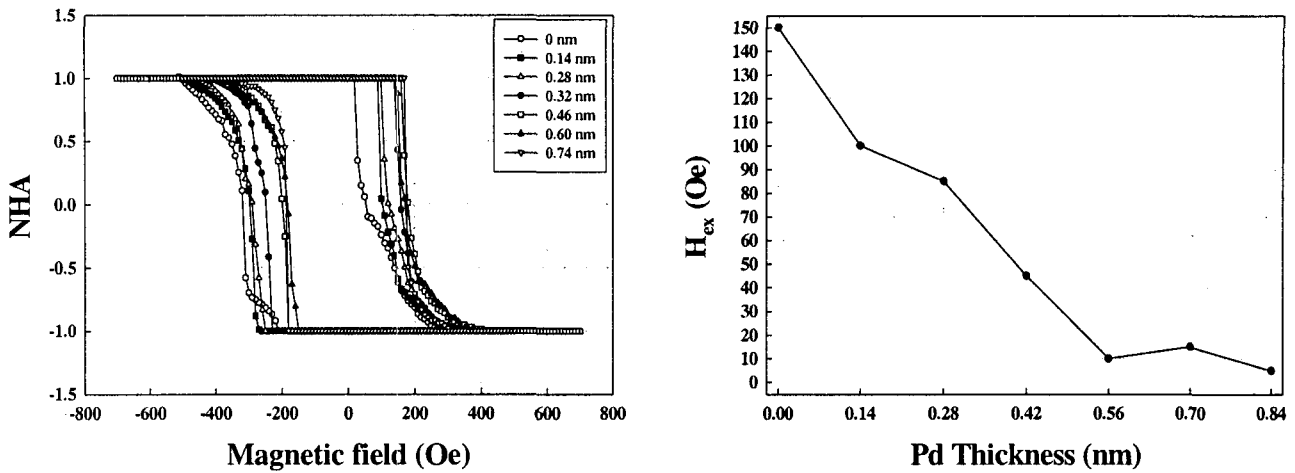 1.5
1.0
0.5
0.0
-0.5
-1.0
-1.5
NHA
-800 -600 -400 -200 0 200 400 600 800
Magnetic field (Oe)
0 nm
0.14 nm
0.28 nm
0.32 nm
0.46 nm
0.60 nm
0.74 nm
150
140
130
120
110
100
90
80
70
60
50
40
30
20
10
0
H_ex (Oe)
0.00 0.14 0.28 0.42 0.56 0.70 0.84
Pd Thickness (nm)